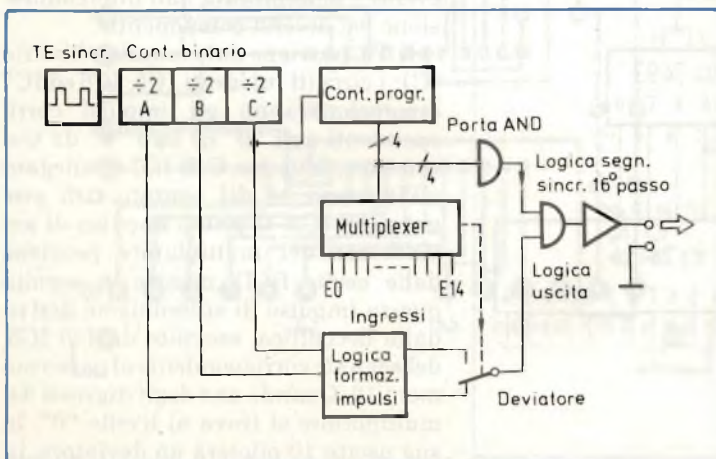 TE sincr. Cont. binario
÷2
A
÷2
B
÷2
C
Cont. progr.
4
4
Porta AND
Logica segn.
sincr. 16° passo
Multiplexer
E0
E14
Ingressi
Logica
uscita
Logica
formaz.
impulsi
Deviatore